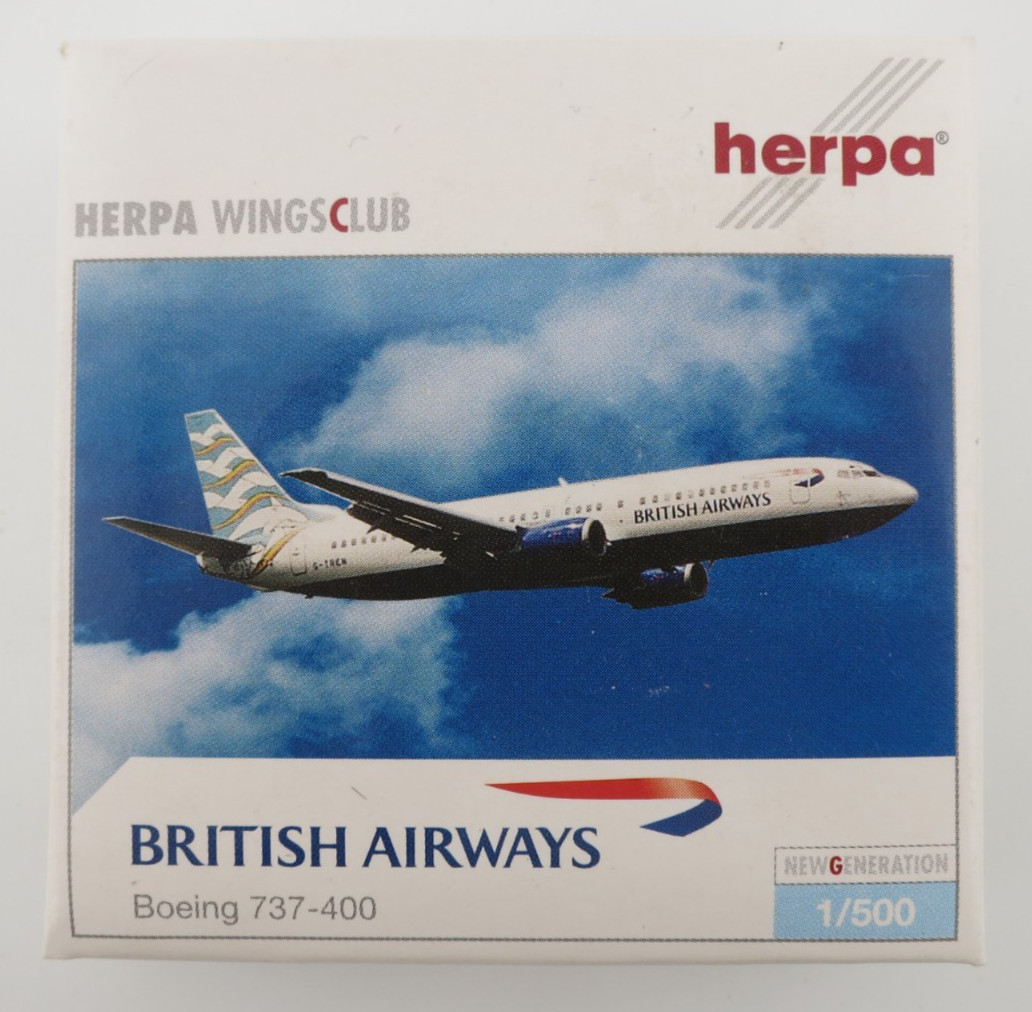 herpa®
HERPA WINGSCLUB
BRITISH AIRWAYS
BRITISH AIRWAYS
Boeing 737-400
NEWGENERATION
1/500